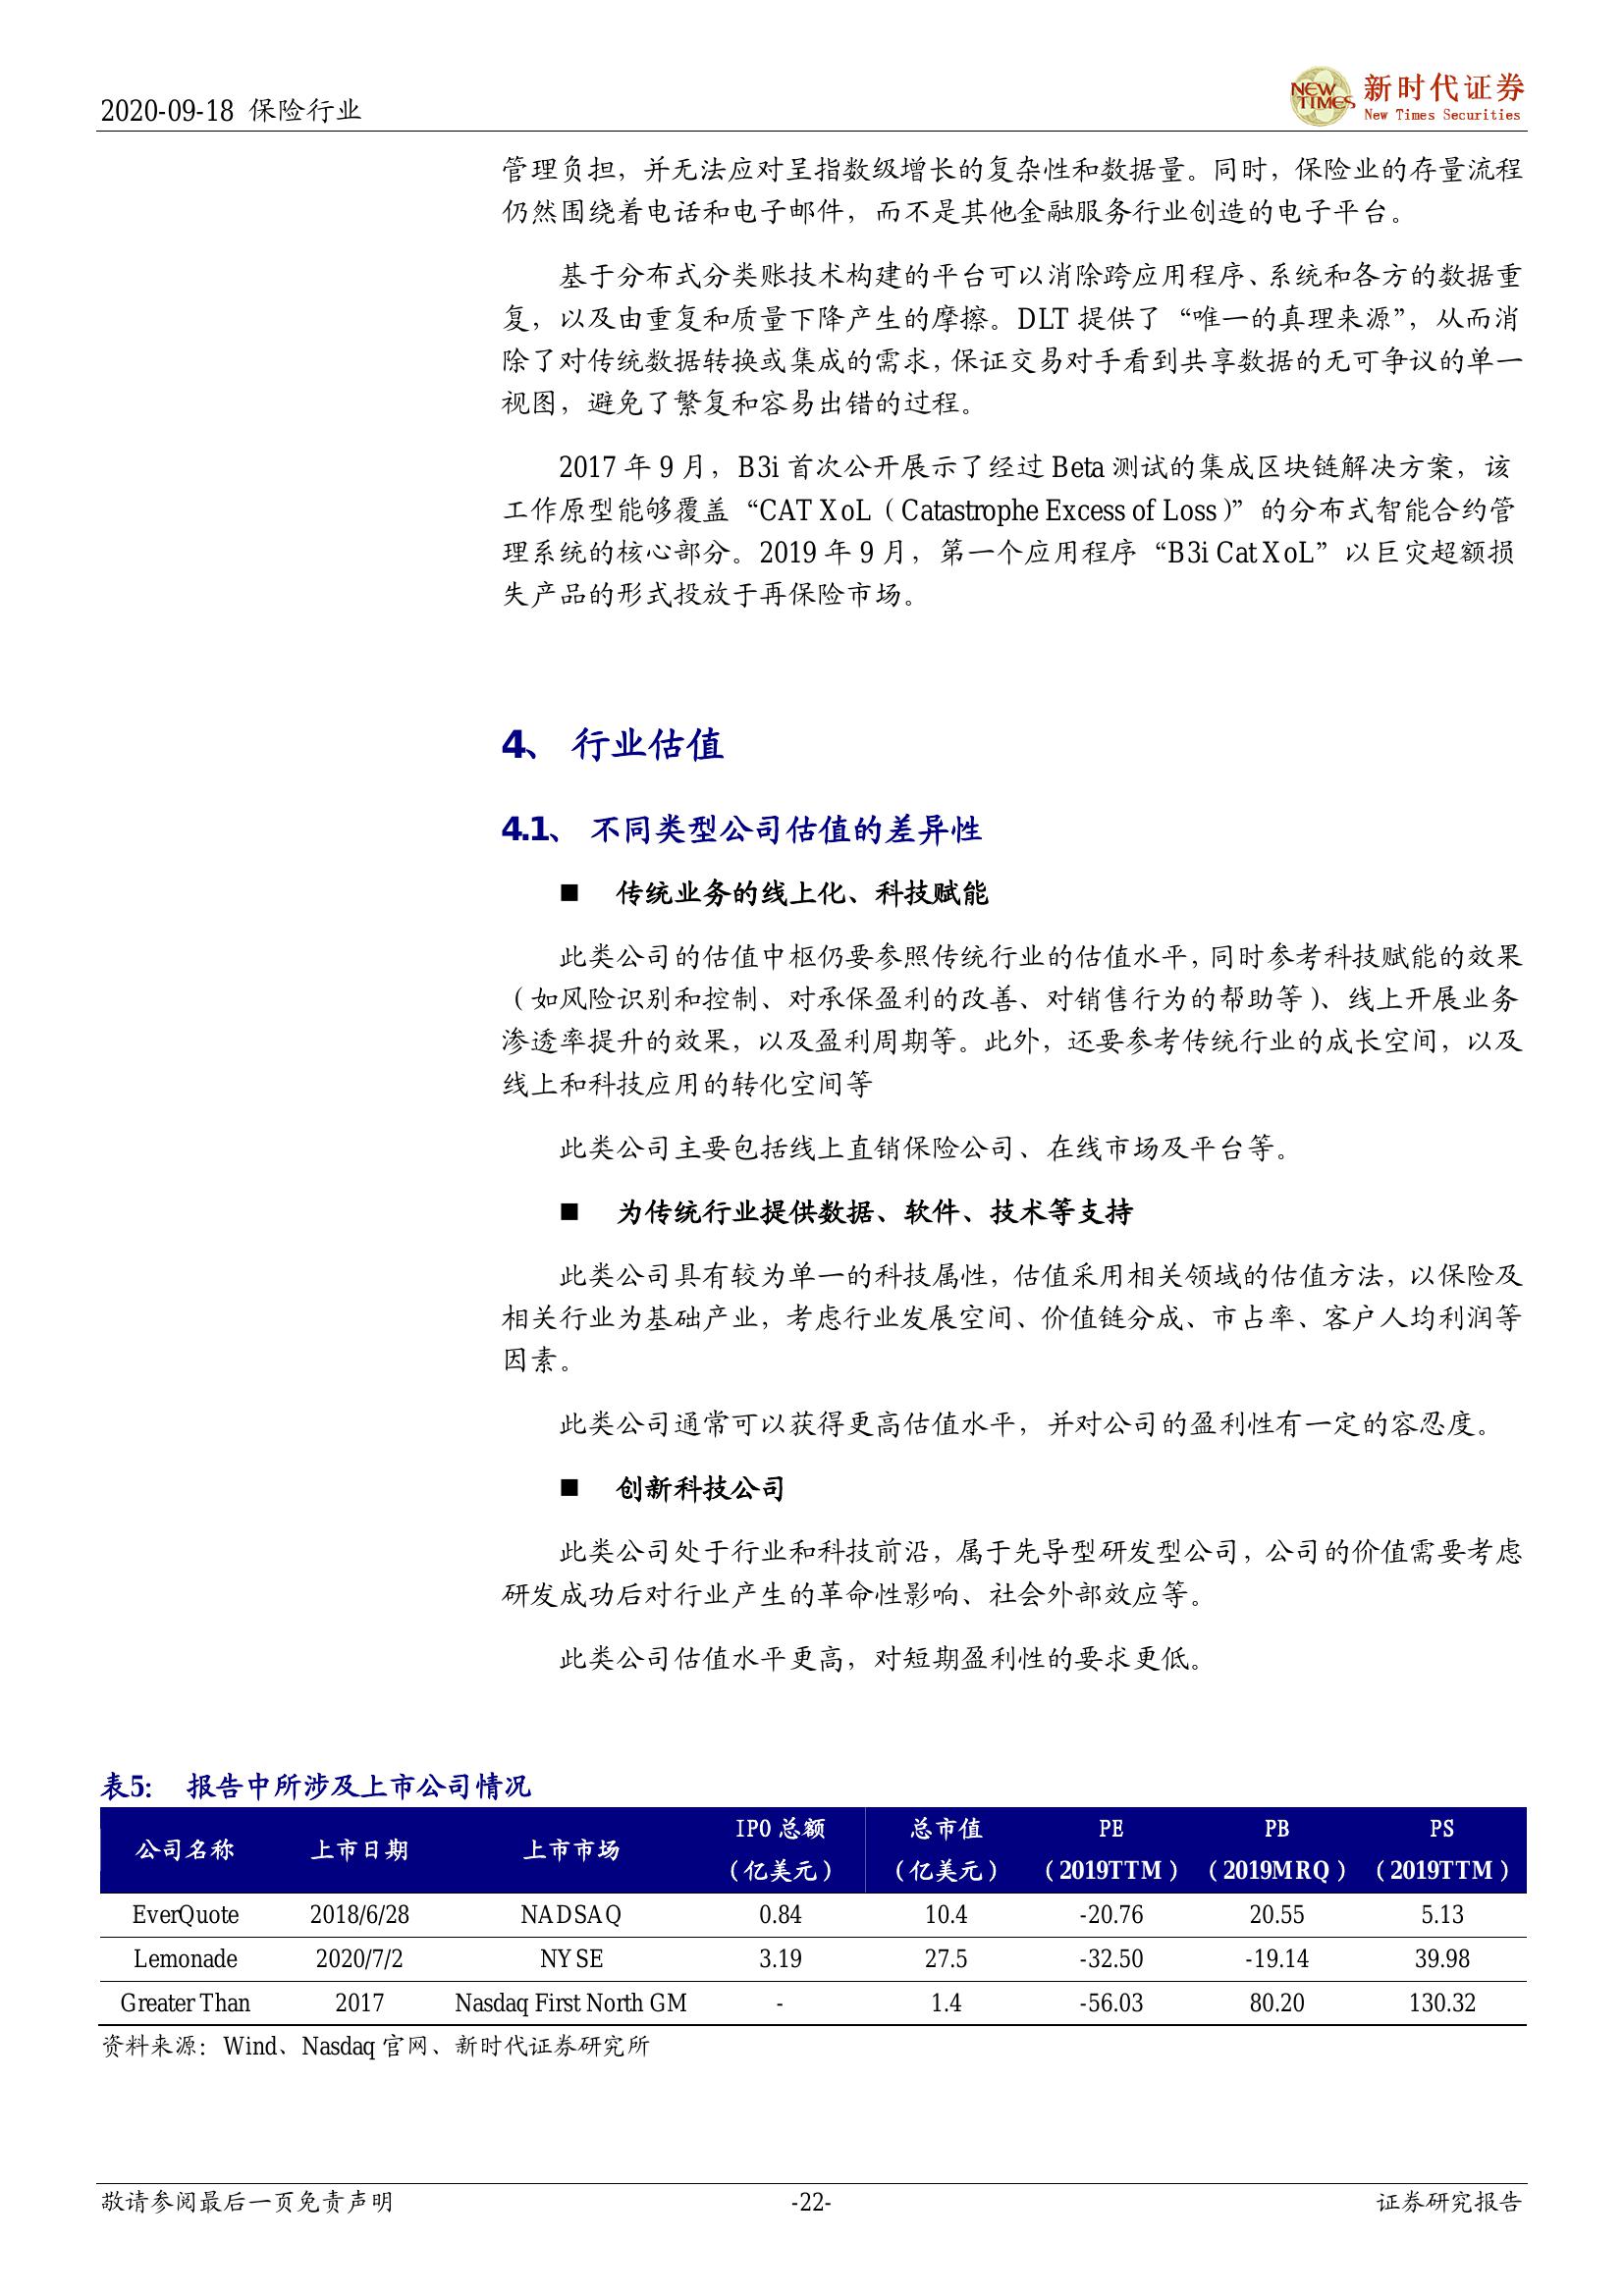 2020-09-18 保险行业
NEW TIMES 新时代证券
New Times Securities
管理负担，并无法应对呈指数级增长的复杂性和数据量。同时，保险业的存量流程
仍然围绕着电话和电子邮件，而不是其他金融服务行业创造的电子平台。
基于分布式分类账技术构建的平台可以消除跨应用程序、系统和各方的数据重
复，以及由重复和质量下降产生的摩擦。DLT 提供了“唯一的真理来源”，从而消
除了对传统数据转换或集成的需求，保证交易对手看到共享数据的无可争议的单一
视图，避免了繁复和容易出错的过程。
2017 年 9 月，B3i 首次公开展示了经过 Beta 测试的集成区块链解决方案，该
工作原型能够覆盖“CAT XoL（Catastrophe Excess of Loss）”的分布式智能合约管
理系统的核心部分。2019 年 9 月，第一个应用程序“B3i Cat XoL”以巨灾超额损
失产品的形式投放于再保险市场。
4、 行业估值
4.1、 不同类型公司估值的差异性
■ 传统业务的线上化、科技赋能
此类公司的估值中枢仍要参照传统行业的估值水平，同时参考科技赋能的效果
（如风险识别和控制、对承保盈利的改善、对销售行为的帮助等）、线上开展业务
渗透率提升的效果，以及盈利周期等。此外，还要参考传统行业的成长空间，以及
线上和科技应用的转化空间等
此类公司主要包括线上直销保险公司、在线市场及平台等。
■ 为传统行业提供数据、软件、技术等支持
此类公司具有较为单一的科技属性，估值采用相关领域的估值方法，以保险及
相关行业为基础产业，考虑行业发展空间、价值链分成、市占率、客户人均利润等
因素。
此类公司通常可以获得更高估值水平，并对公司的盈利性有一定的容忍度。
■ 创新科技公司
此类公司处于行业和科技前沿，属于先导型研发型公司，公司的价值需要考虑
研发成功后对行业产生的革命性影响、社会外部效应等。
此类公司估值水平更高，对短期盈利性的要求更低。
表5： 报告中所涉及上市公司情况
公司名称 上市日期 上市市场 IPO 总额（亿美元） 总市值（亿美元） PE（2019TTM） PB（2019MRQ） PS（2019TTM）
EverQuote 2018/6/28 NADSAQ 0.84 10.4 -20.76 20.55 5.13
Lemonade 2020/7/2 NYSE 3.19 27.5 -32.50 -19.14 39.98
Greater Than 2017 Nasdaq First North GM - 1.4 -56.03 80.20 130.32
资料来源：Wind、Nasdaq 官网、新时代证券研究所
敬请参阅最后一页免责声明 -22- 证券研究报告